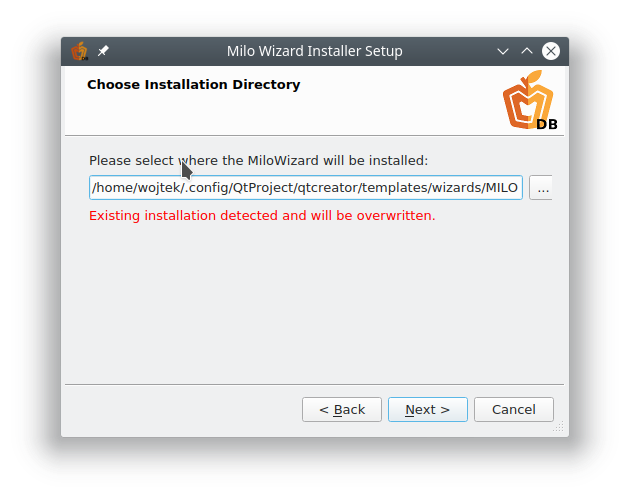 DB
Milo Wizard Installer Setup
Choose Installation Directory
DB
Please select where the MiloWizard will be installed:
/home/wojtek/.config/QtProject/qtcreator/templates/wizards/MILO
...
Existing installation detected and will be overwritten.
< Back
Next >
Cancel